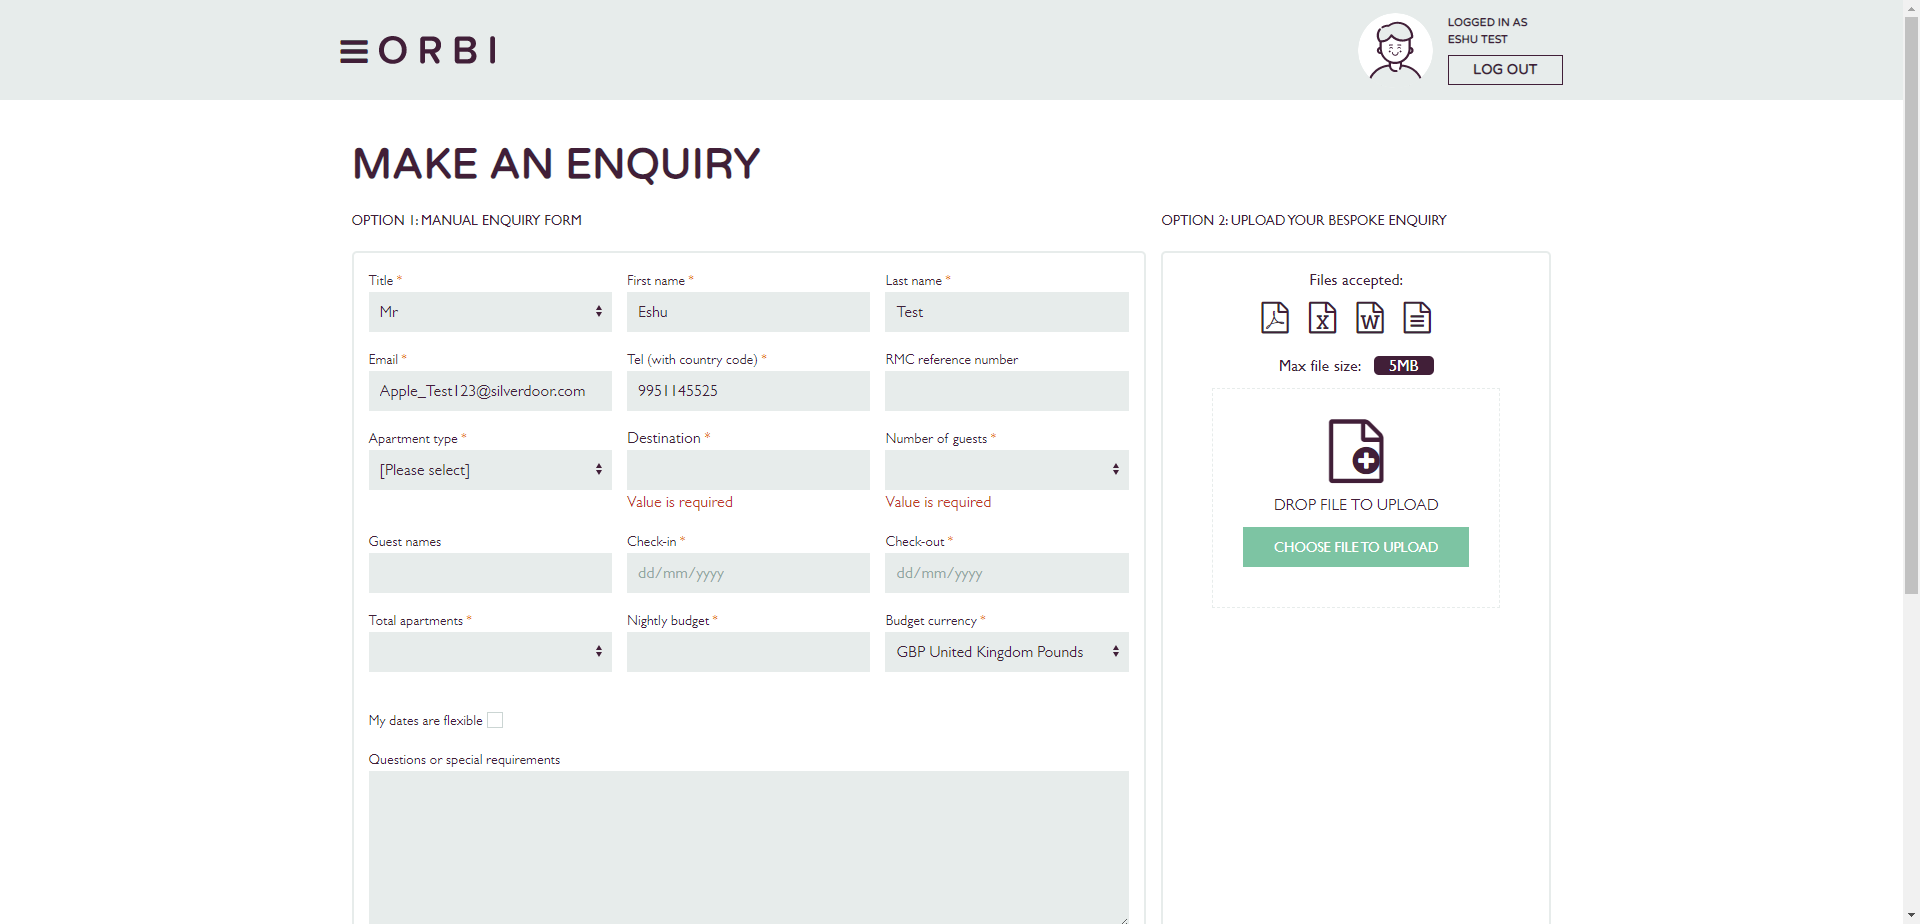 ORBI
LOGGED IN AS
ESHU TEST
LOG OUT
MAKE AN ENQUIRY
OPTION 1: MANUAL ENQUIRY FORM
OPTION 2: UPLOAD YOUR BESPOKE ENQUIRY
Title *
First name *
Last name *
Mr
Eshu
Test
Email *
Tel (with country code) *
RMC reference number
Apple_Test123@silverdoor.com
9951145525
Apartment type *
Destination *
Number of guests *
[Please select]
Value is required
Value is required
Guest names
Check-in *
Check-out *
dd/mm/yyyy
dd/mm/yyyy
Total apartments *
Nightly budget *
Budget currency *
GBP United Kingdom Pounds
My dates are flexible
Questions or special requirements
Files accepted:
X
W
Max file size: 5MB
DROP FILE TO UPLOAD
CHOOSE FILE TO UPLOAD